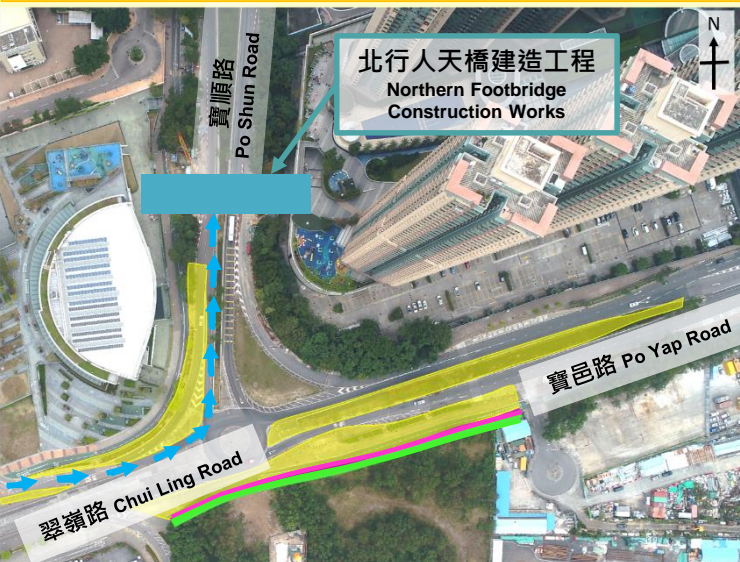 N
北行人天橋建造工程
Northern Footbridge
Construction Works
寶順路
Po Shun Road
寶邑路 Po Yap Road
翠嶺路 Chui Ling Road